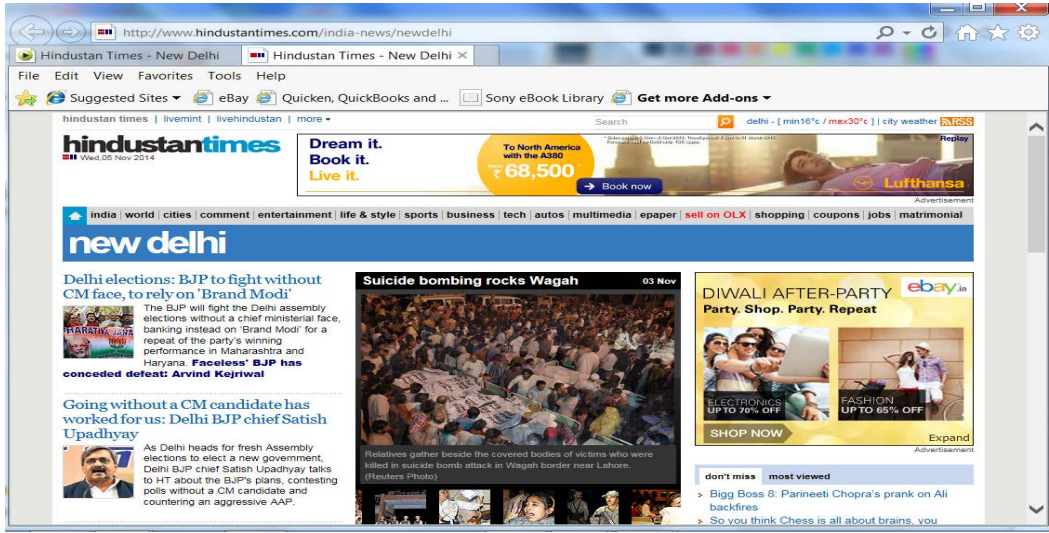 http://www.hindustantimes.com/india-news/newdelhi
Hindustan Times - New Delhi
Hindustan Times - New Delhi
File Edit View Favorites Tools Help
Suggested Sites eBay Quicken, QuickBooks and ... Sony eBook Library Get more Add-ons
hindustan times | livemint | livehindustan | more
Search
delhi - [ min16°c / max30°c ] | city weather RSS
hindustantimes
Wed,05 Nov 2014
Dream it.
Book it.
Live it.
To North America
with the A380
₹ 68,500
Book now
Replay
Lufthansa
Advertisement
india | world | cities | comment | entertainment | life & style | sports | business | tech | autos | multimedia | epaper | sell on OLX | shopping | coupons | jobs | matrimonial
new delhi
Delhi elections: BJP to fight without
CM face, to rely on 'Brand Modi'
The BJP will fight the Delhi assembly
elections without a chief ministerial face,
banking instead on 'Brand Modi' for a
repeat of the party's winning
performance in Maharashtra and
Haryana. Faceless' BJP has
conceded defeat: Arvind Kejriwal
Going without a CM candidate has
worked for us: Delhi BJP chief Satish
Upadhyay
As Delhi heads for fresh Assembly
elections to elect a new government,
Delhi BJP chief Satish Upadhyay talks
to HT about the BJP's plans, contesting
polls without a CM candidate and
countering an aggressive AAP.
Suicide bombing rocks Wagah 03 Nov
Relatives gather beside the covered bodies of victims who were
killed in suicide bomb attack in Wagah border near Lahore.
(Reuters Photo)
DIWALI AFTER-PARTY
ebay.in
Party. Shop. Party. Repeat
ELECTRONICS
UP TO 70% OFF
FASHION
UP TO 65% OFF
SHOP NOW
Expand
Advertisement
don't miss most viewed
Bigg Boss 8: Parineeti Chopra's prank on Ali
backfires
So you think Chess is all about brains, you